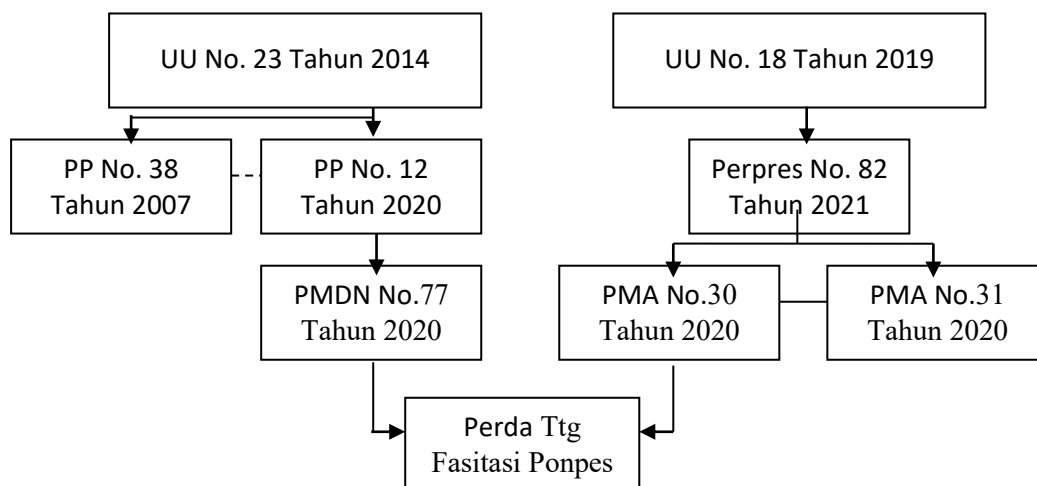 UU No. 23 Tahun 2014
UU No. 18 Tahun 2019
PP No. 38
Tahun 2007
PP No. 12
Tahun 2020
Perpres No. 82
Tahun 2021
PMDN No.77
Tahun 2020
PMA No.30
Tahun 2020
PMA No.31
Tahun 2020
Perda Ttg
Fasitasi Ponpes